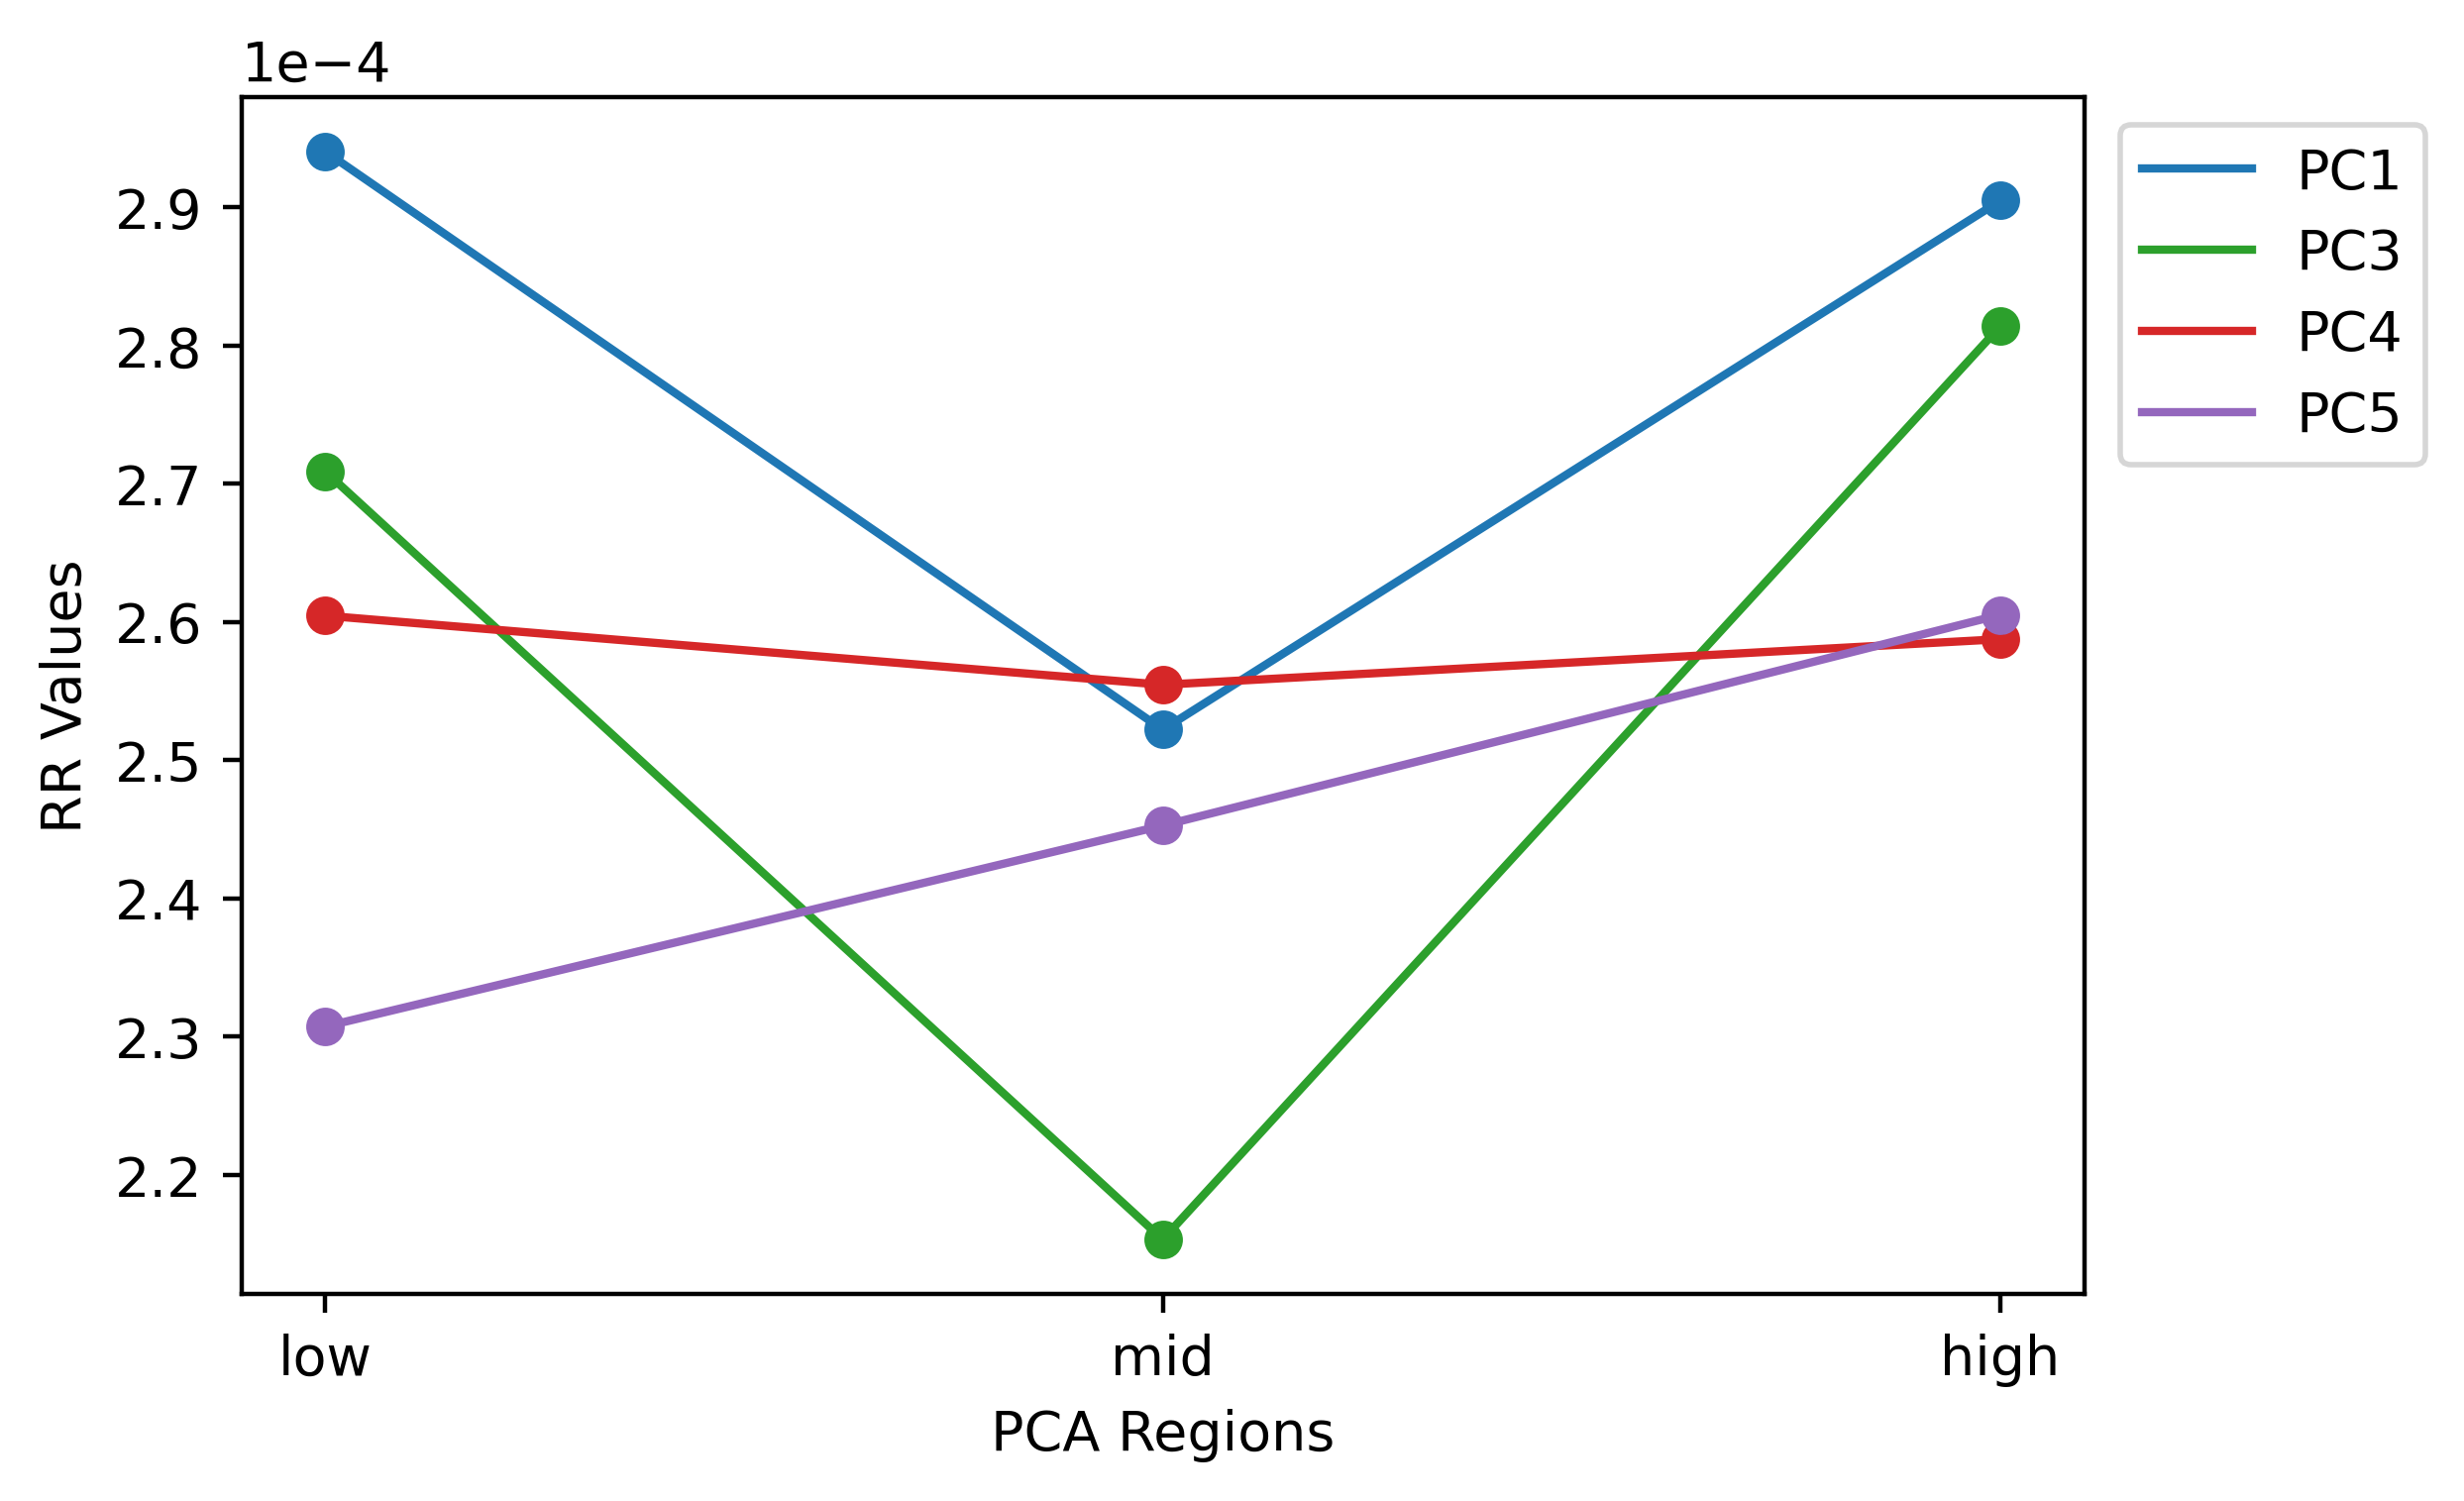 1e−4
2.9
2.8
2.7
2.6
2.5
2.4
2.3
2.2
RR Values
low
mid
high
PCA Regions
PC1
PC3
PC4
PC5